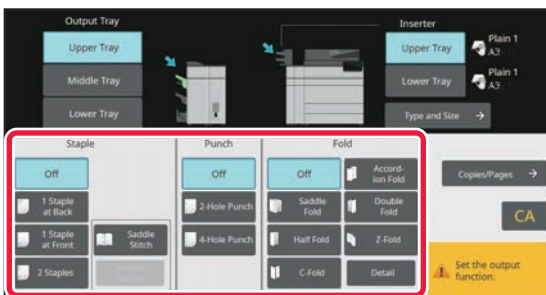 Output Tray
Inserter
Upper Tray
Middle Tray
Lower Tray
Upper Tray
Plain 1
A3
Lower Tray
Plain 1
A3
Type and Size
Staple
Punch
Fold
Off
1 Staple
at Back
1 Staple
at Front
2 Staples
Saddle
Stitch
Off
2-Hole Punch
4-Hole Punch
Off
Accord-
ion Fold
Saddle
Fold
Double
Fold
Half Fold
Z-Fold
C-Fold
Detail
Copies/Pages
CA
Set the output
function.